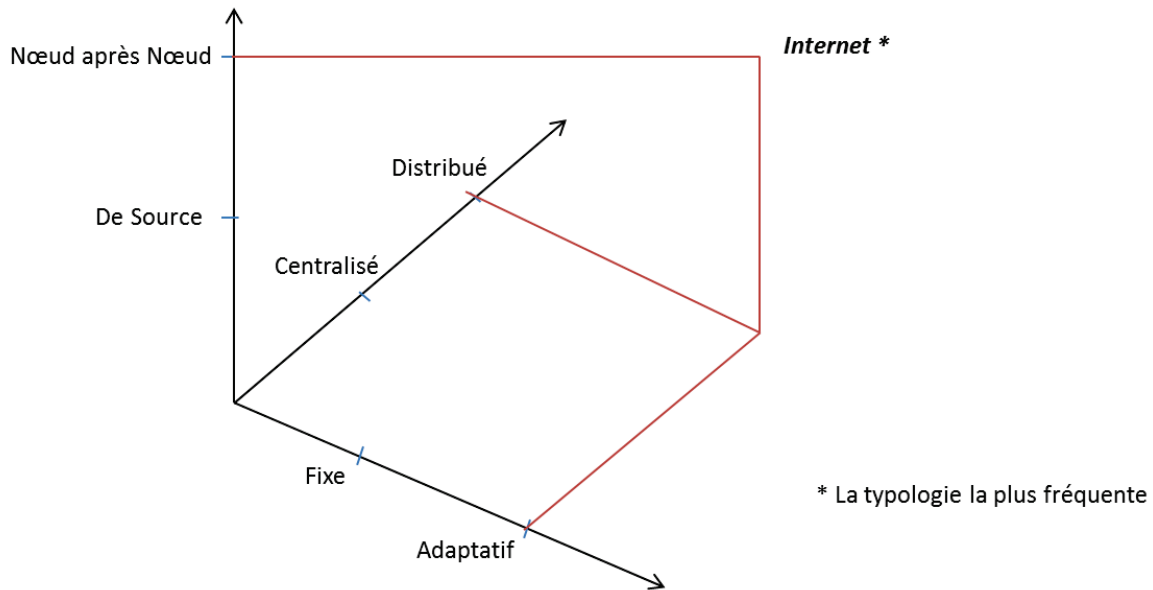 Nœud après Nœud
Internet *
Distribué
De Source
Centralisé
Fixe
* La typologie la plus fréquente
Adaptatif